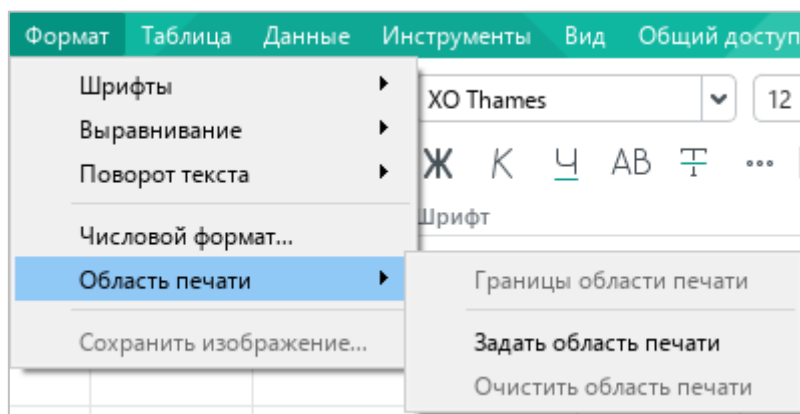 Формат Таблица Данные Инструменты Вид Общий доступ
Шрифты
XO Thames 12
Выравнивание
Поворот текста
Ж К Ч АВ Т ...
Шрифт
Числовой формат...
Область печати
Границы области печати
Сохранить изображение...
Задать область печати
Очистить область печати